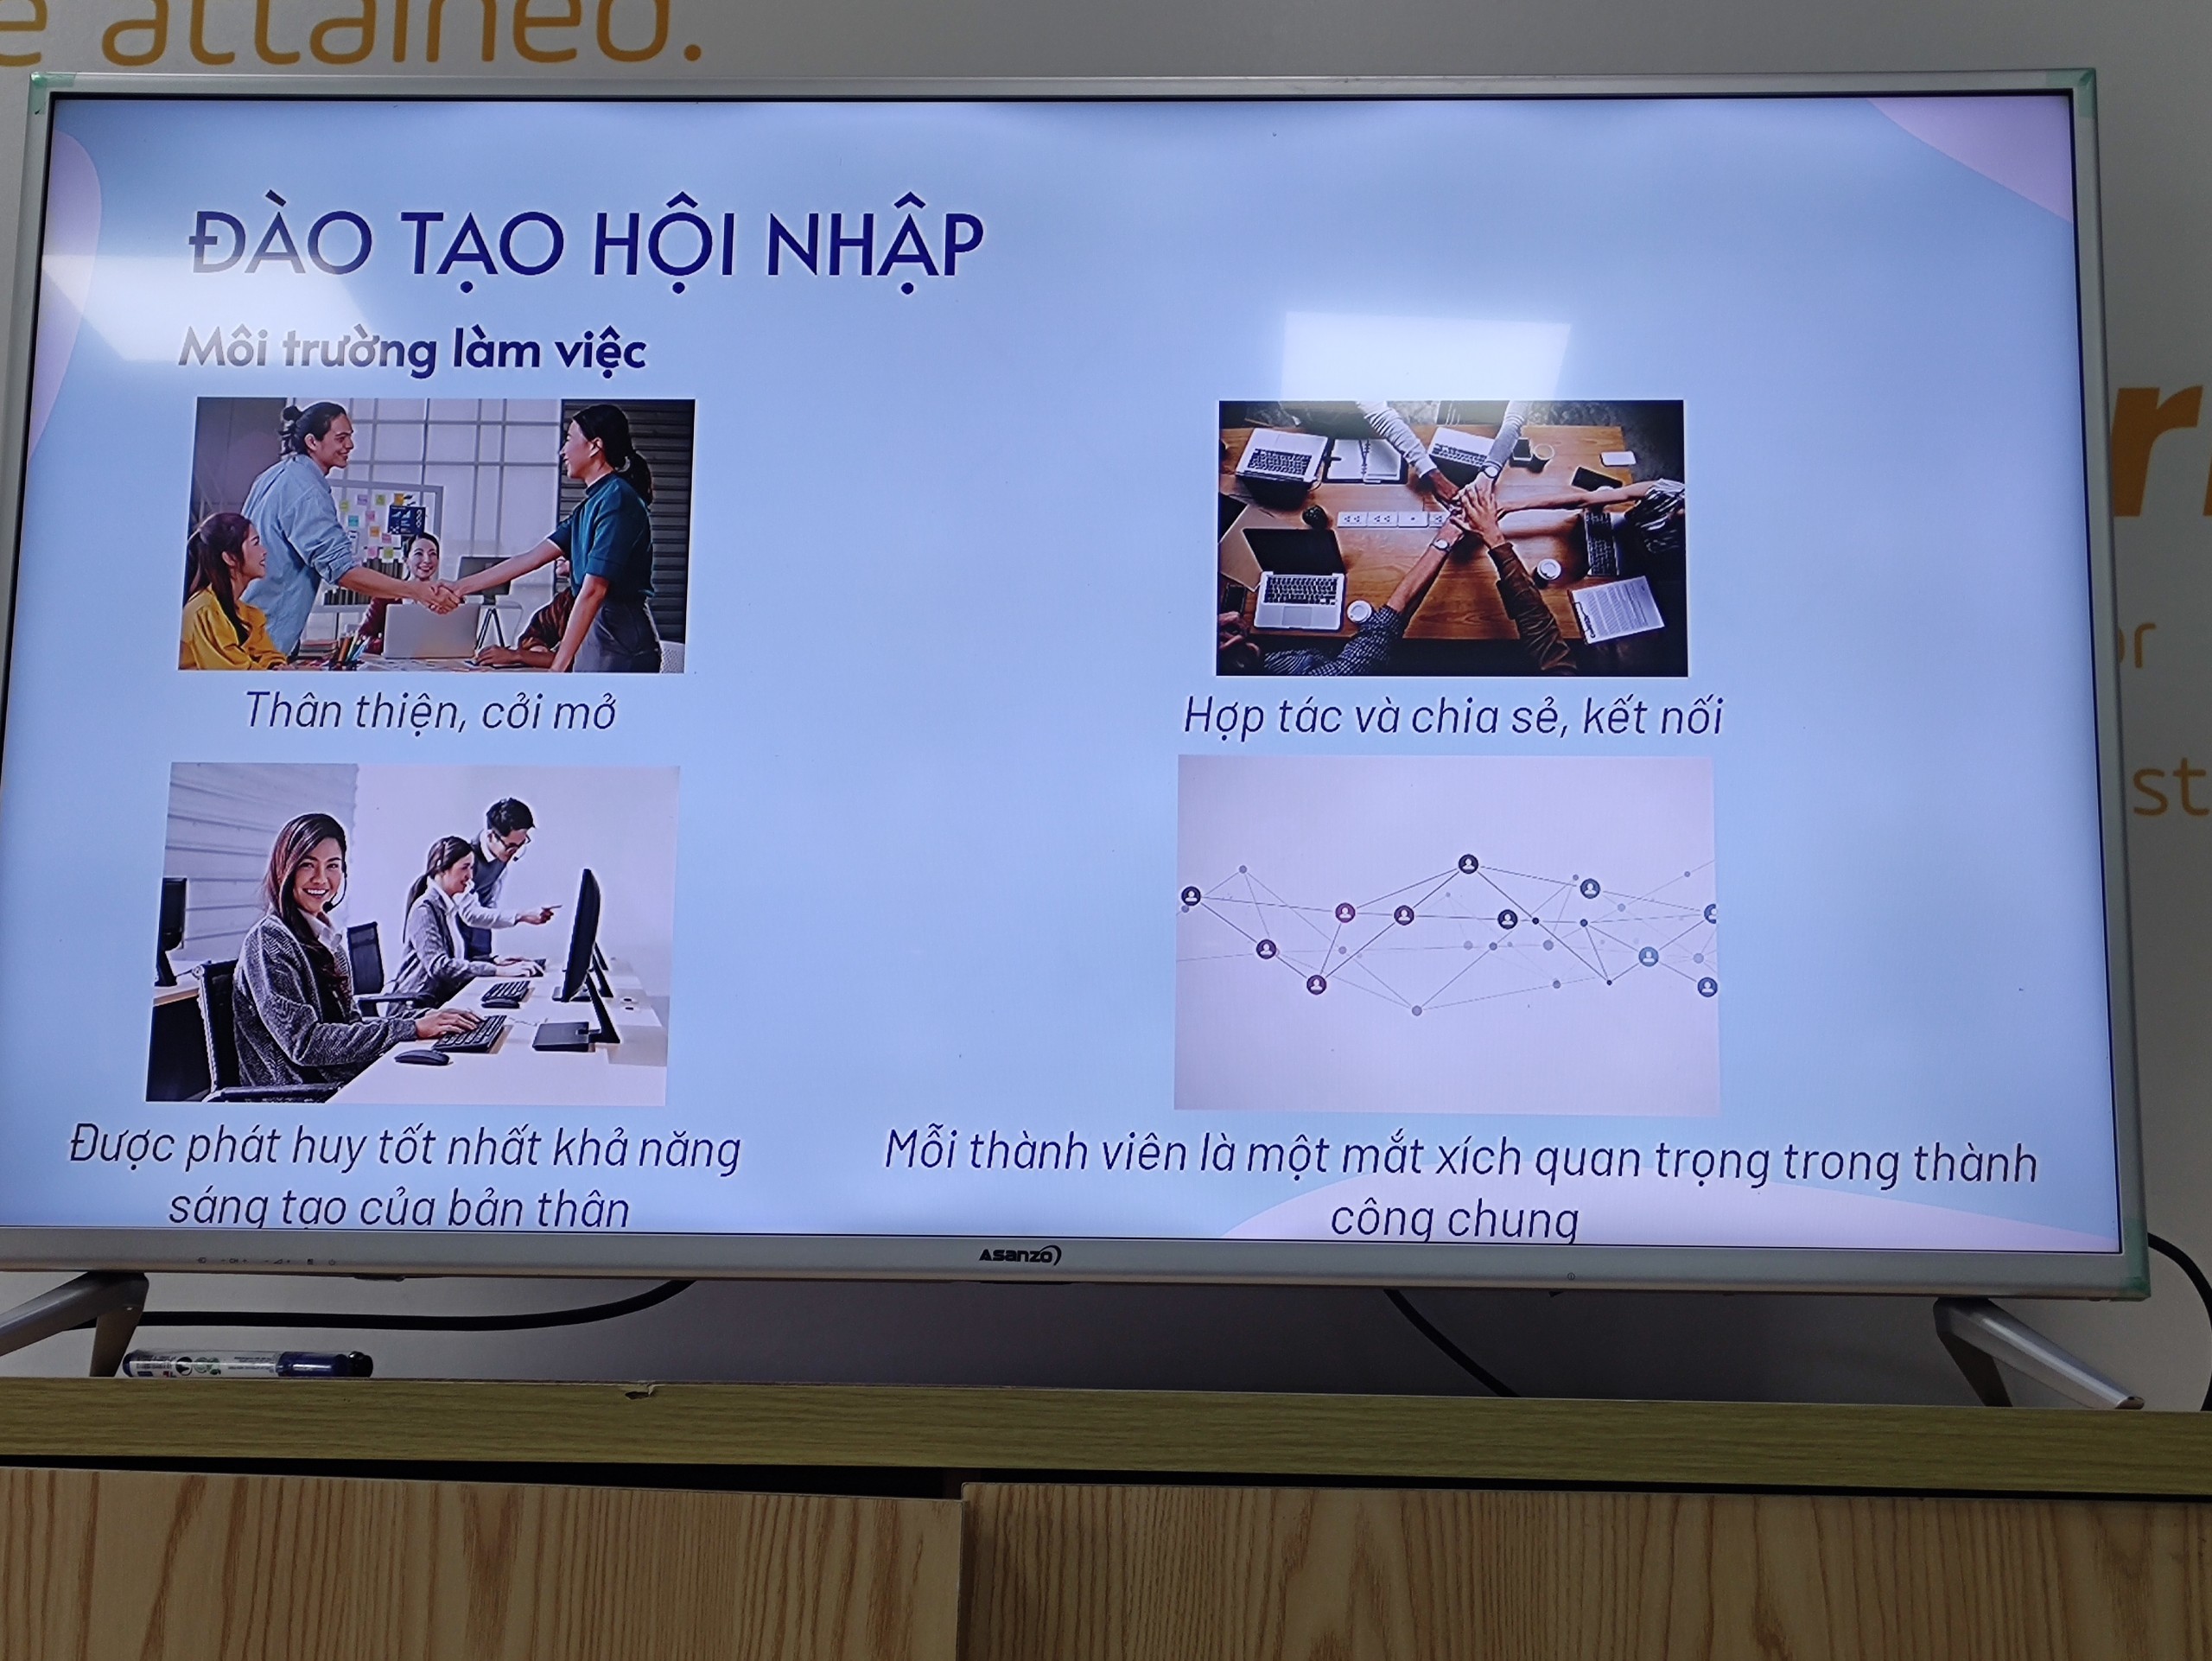 attained.
ĐÀO TẠO HỘI NHẬP
Môi trường làm việc
Thân thiện, cởi mở
Hợp tác và chia sẻ, kết nối
Được phát huy tốt nhất khả năng
sáng tạo của bản thân
Mỗi thành viên là một mắt xích quan trọng trong thành
công chung
Asanzo